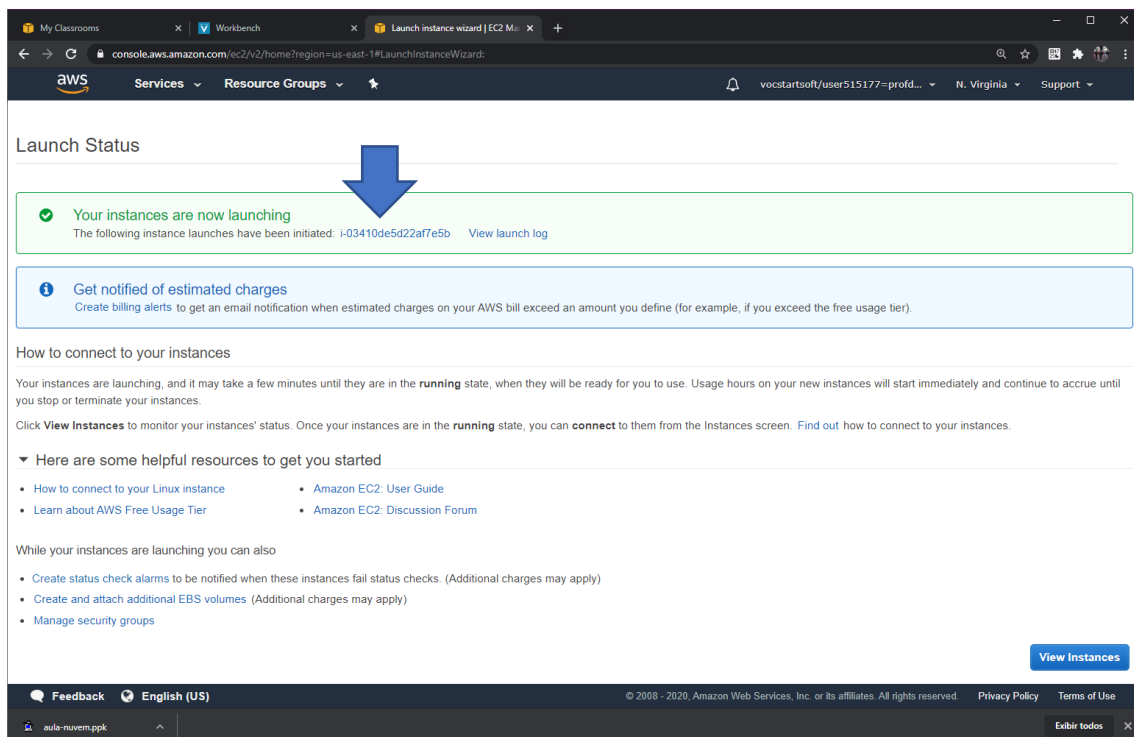 My Classrooms
Workbench
Launch instance wizard | EC2 Ma
console.aws.amazon.com/ec2/v2/home?region=us-east-1#LaunchInstanceWizard:
aws Services Resource Groups vocstartsoft/user515177=profd... N. Virginia Support
Launch Status
Your instances are now launching
The following instance launches have been initiated: i-03410de5d22af7e5b View launch log
Get notified of estimated charges
Create billing alerts to get an email notification when estimated charges on your AWS bill exceed an amount you define (for example, if you exceed the free usage tier).
How to connect to your instances
Your instances are launching, and it may take a few minutes until they are in the running state, when they will be ready for you to use. Usage hours on your new instances will start immediately and continue to accrue until
you stop or terminate your instances.
Click View Instances to monitor your instances' status. Once your instances are in the running state, you can connect to them from the Instances screen. Find out how to connect to your instances.
Here are some helpful resources to get you started
• How to connect to your Linux instance
• Amazon EC2: User Guide
• Learn about AWS Free Usage Tier
• Amazon EC2: Discussion Forum
While your instances are launching you can also
• Create status check alarms to be notified when these instances fail status checks. (Additional charges may apply)
• Create and attach additional EBS volumes (Additional charges may apply)
• Manage security groups
View Instances
Feedback English (US) © 2008 - 2020, Amazon Web Services, Inc. or its affiliates. All rights reserved. Privacy Policy Terms of Use
aula-nuvem.ppk Exibir todos